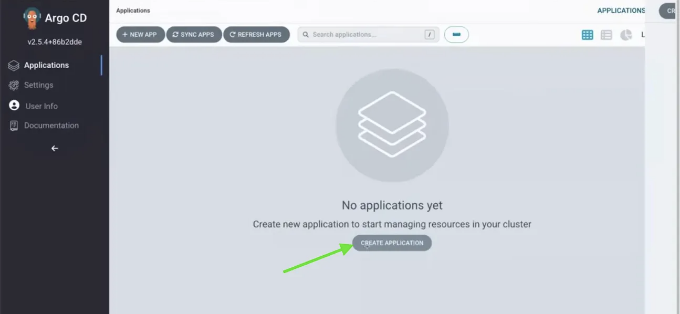 Argo CD
v2.5.4+86b2dde
Applications
Settings
User Info
Documentation
Applications
APPLICATIONS
+ NEW APP
SYNC APPS
REFRESH APPS
Search applications...
/
No applications yet
Create new application to start managing resources in your cluster
CREATE APPLICATION